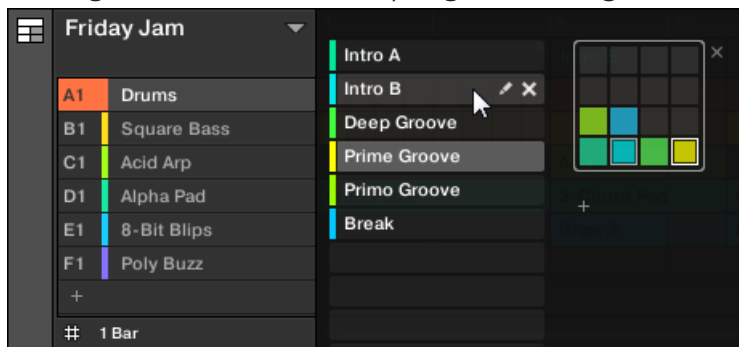 Friday Jam
A1 Drums
B1 Square Bass
C1 Acid Arp
D1 Alpha Pad
E1 8-Bit Blips
F1 Poly Buzz
+
1 Bar
Intro A
Intro B
Deep Groove
Prime Groove
Primo Groove
Break
+